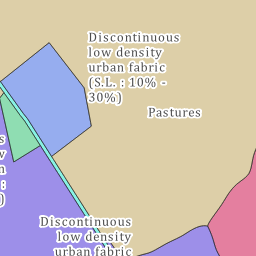 Discontinuous
low density
urban fabric
(S.L. : 10% -
30%)
Pastures
s
v
n
:
)
Discontinuous
low density
urban fabric